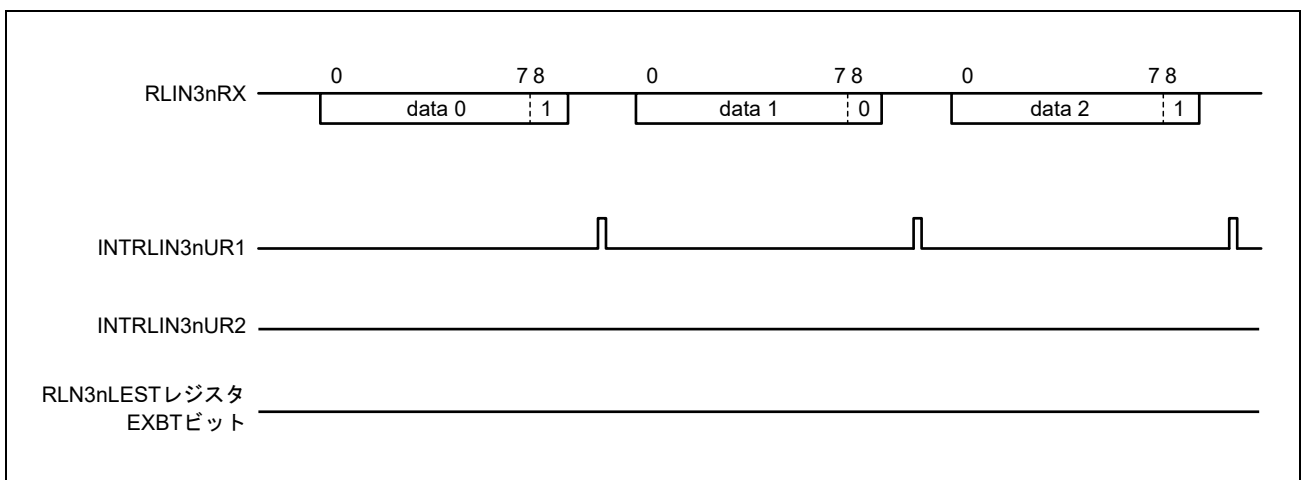 0 7 8 0 7 8 0 7 8
RLIN3nRX
data 0 1 data 1 0 data 2 1
INTRLIN3nUR1
INTRLIN3nUR2
RLN3nLESTレジスタ
EXBTビット